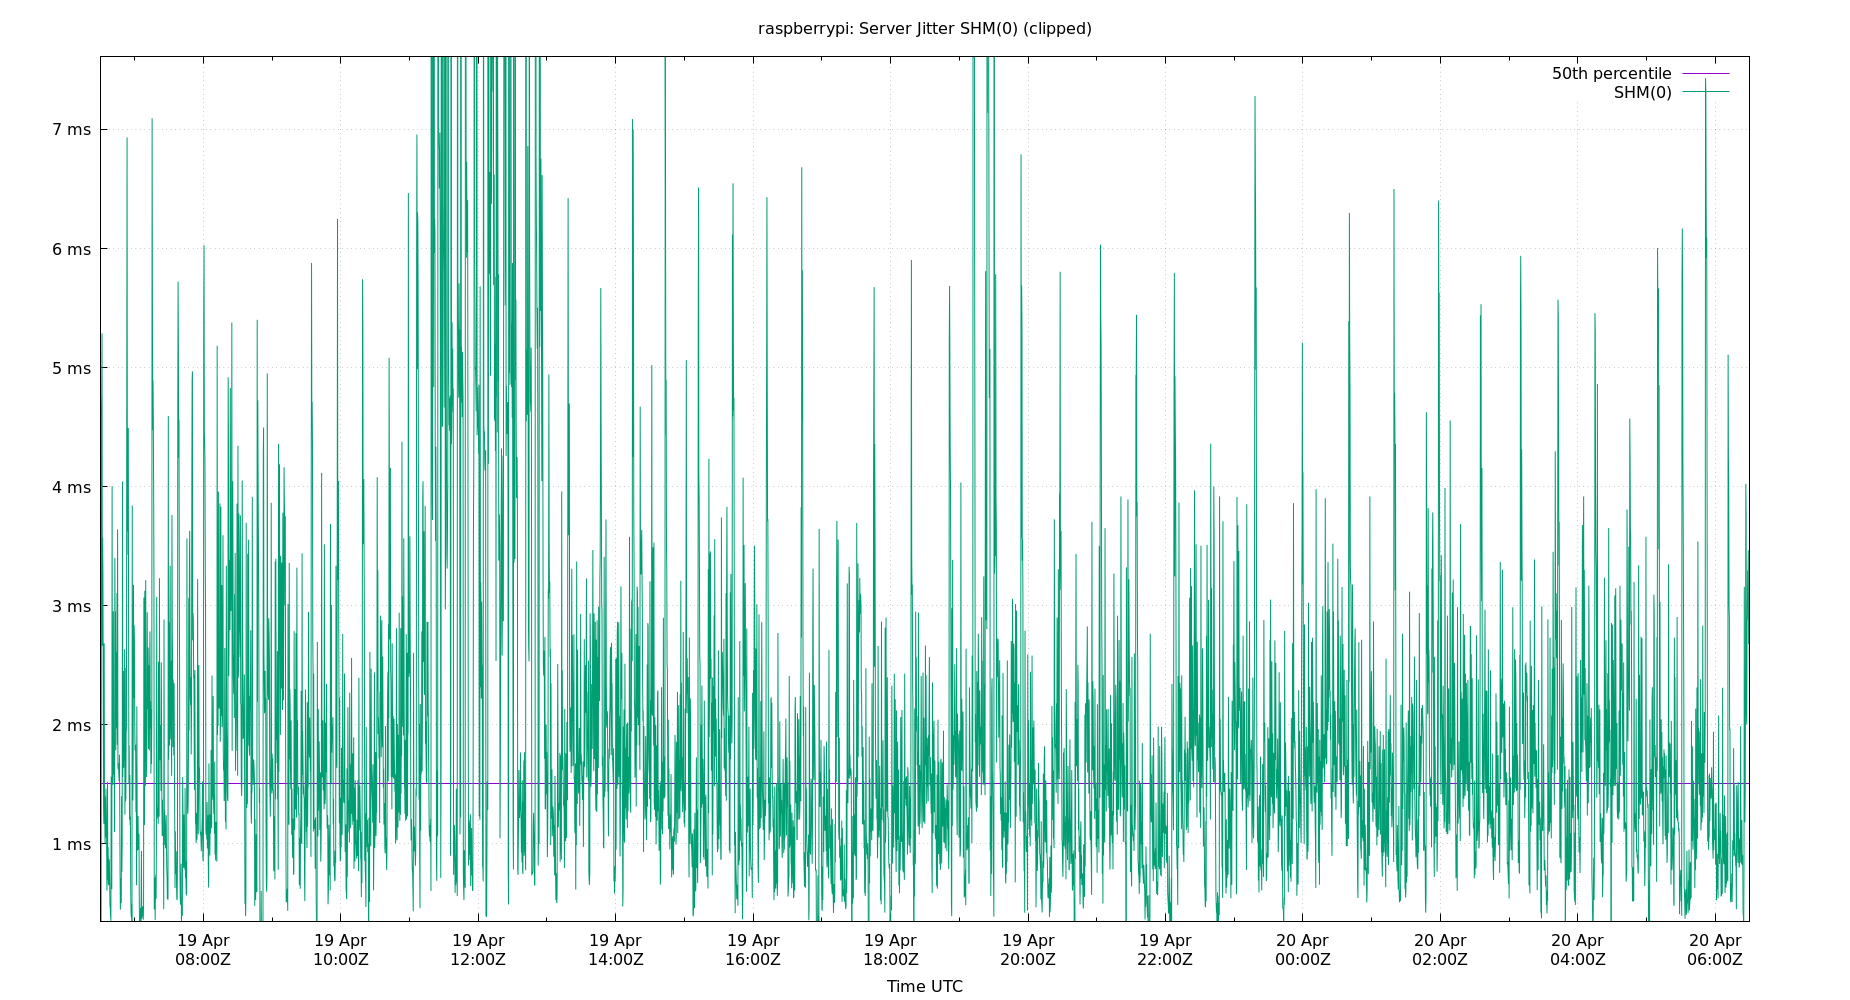 raspberrypi: Server Jitter SHM(0) (clipped)
50th percentile
SHM(0)
7 ms
6 ms
5 ms
4 ms
3 ms
2 ms
1 ms
19 Apr 19 Apr 19 Apr 19 Apr 19 Apr 19 Apr 19 Apr 19 Apr 20 Apr 20 Apr 20 Apr 20 Apr
08:00Z 10:00Z 12:00Z 14:00Z 16:00Z 18:00Z 20:00Z 22:00Z 00:00Z 02:00Z 04:00Z 06:00Z
Time UTC